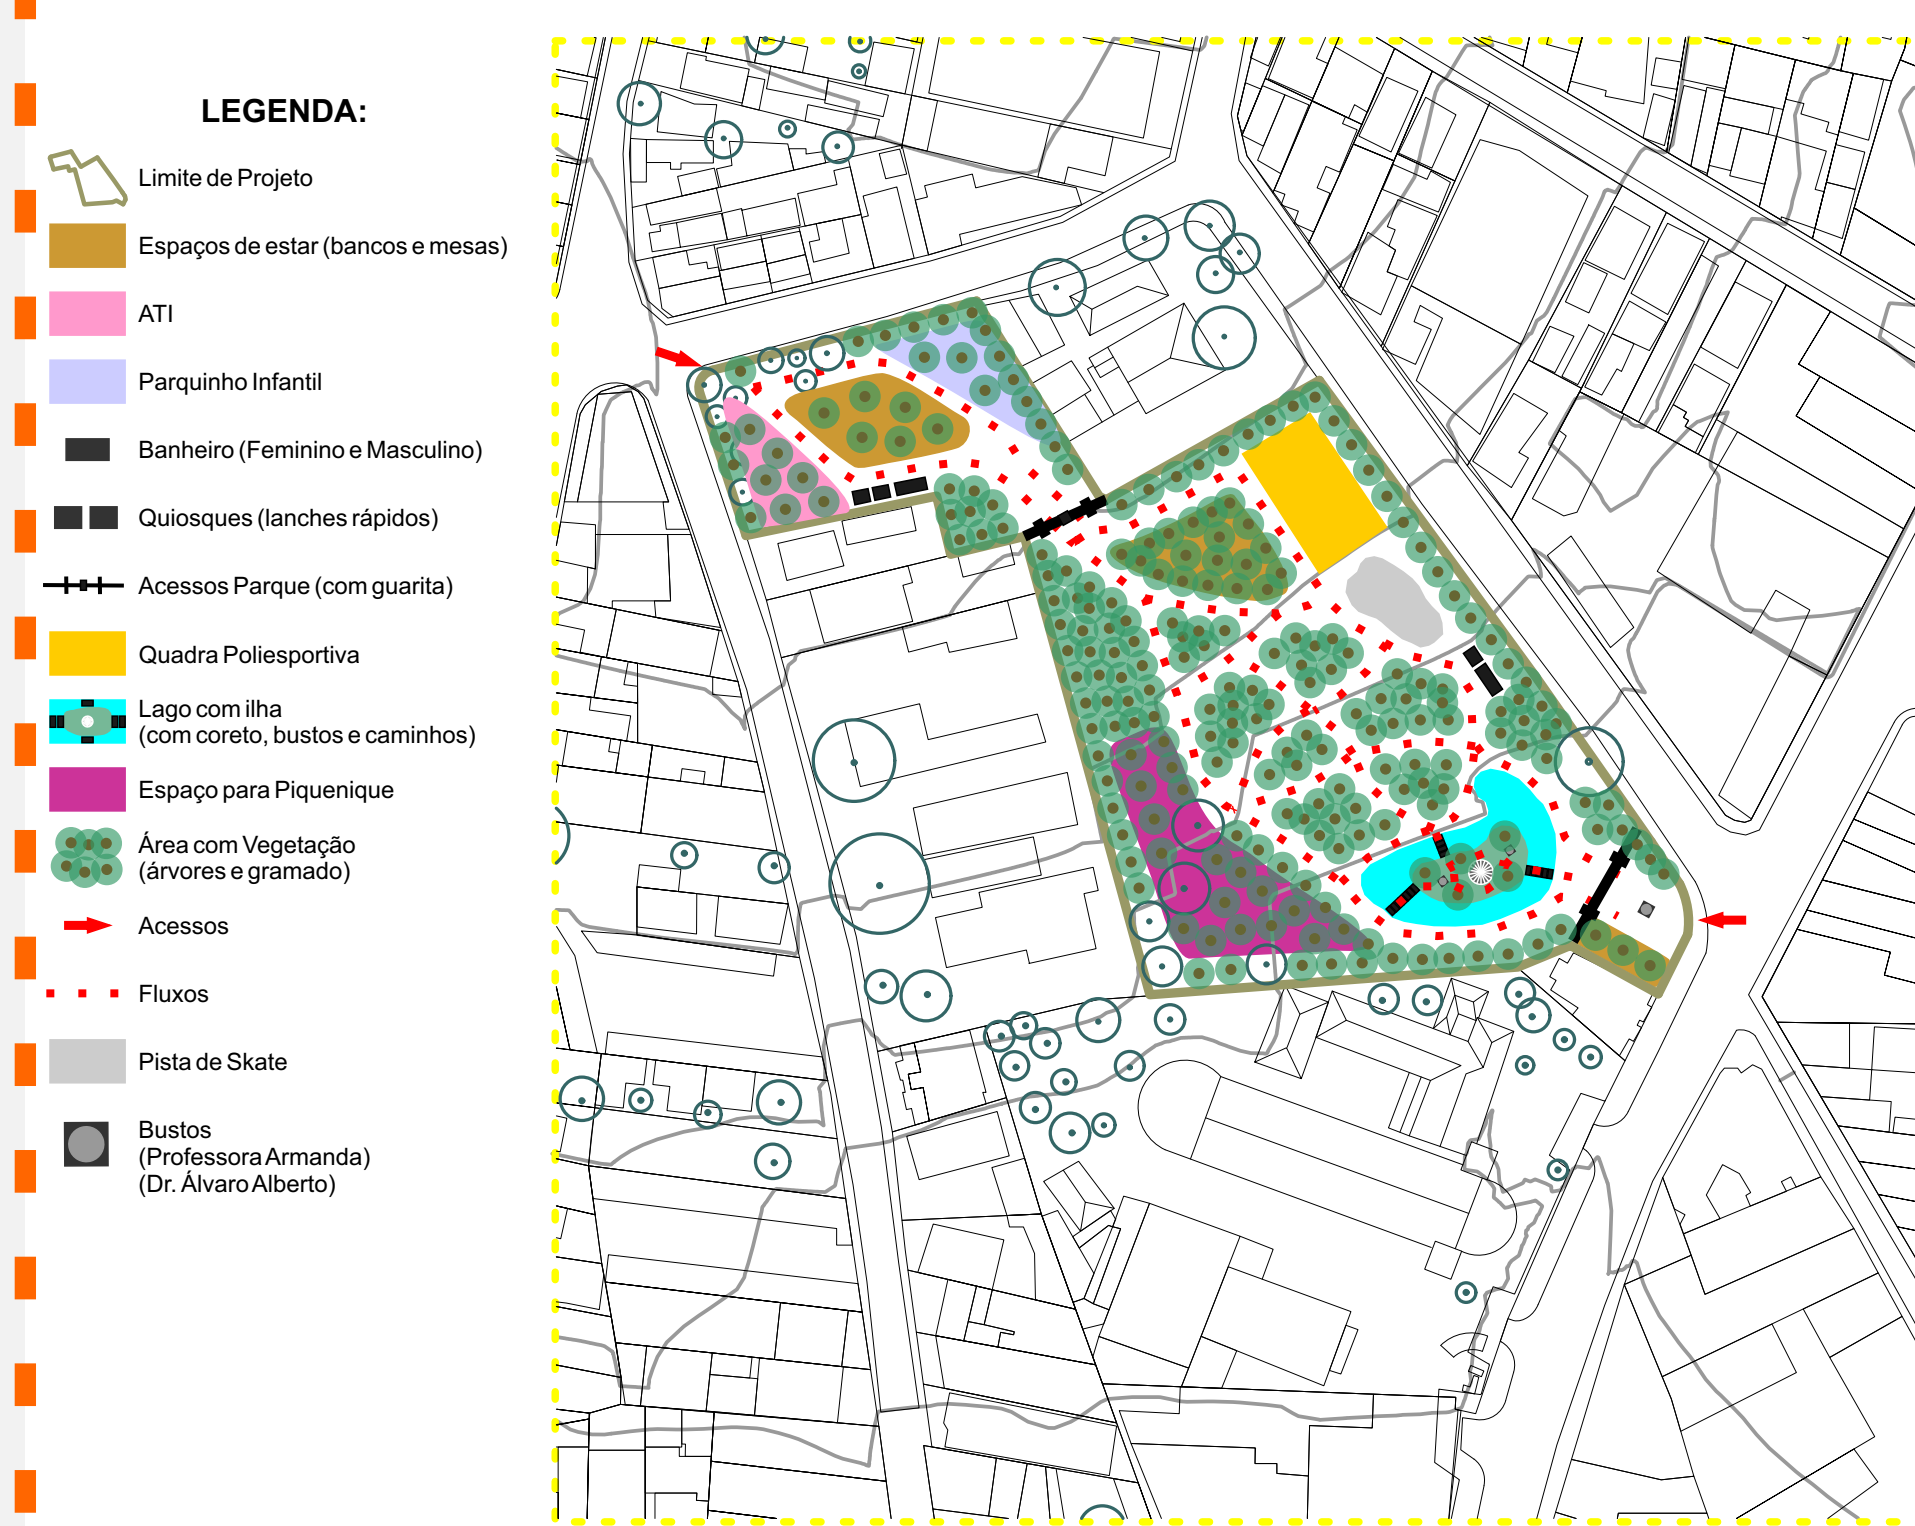 LEGENDA:
Limite de Projeto
Espaços de estar (bancos e mesas)
ATI
Parquinho Infantil
Banheiro (Feminino e Masculino)
Quiosques (lanches rápidos)
Acessos Parque (com guarita)
Quadra Poliesportiva
Lago com ilha
(com coreto, bustos e caminhos)
Espaço para Piquenique
Área com Vegetação
(árvores e gramado)
Acessos
Fluxos
Pista de Skate
Bustos
(Professora Armanda)
(Dr. Álvaro Alberto)